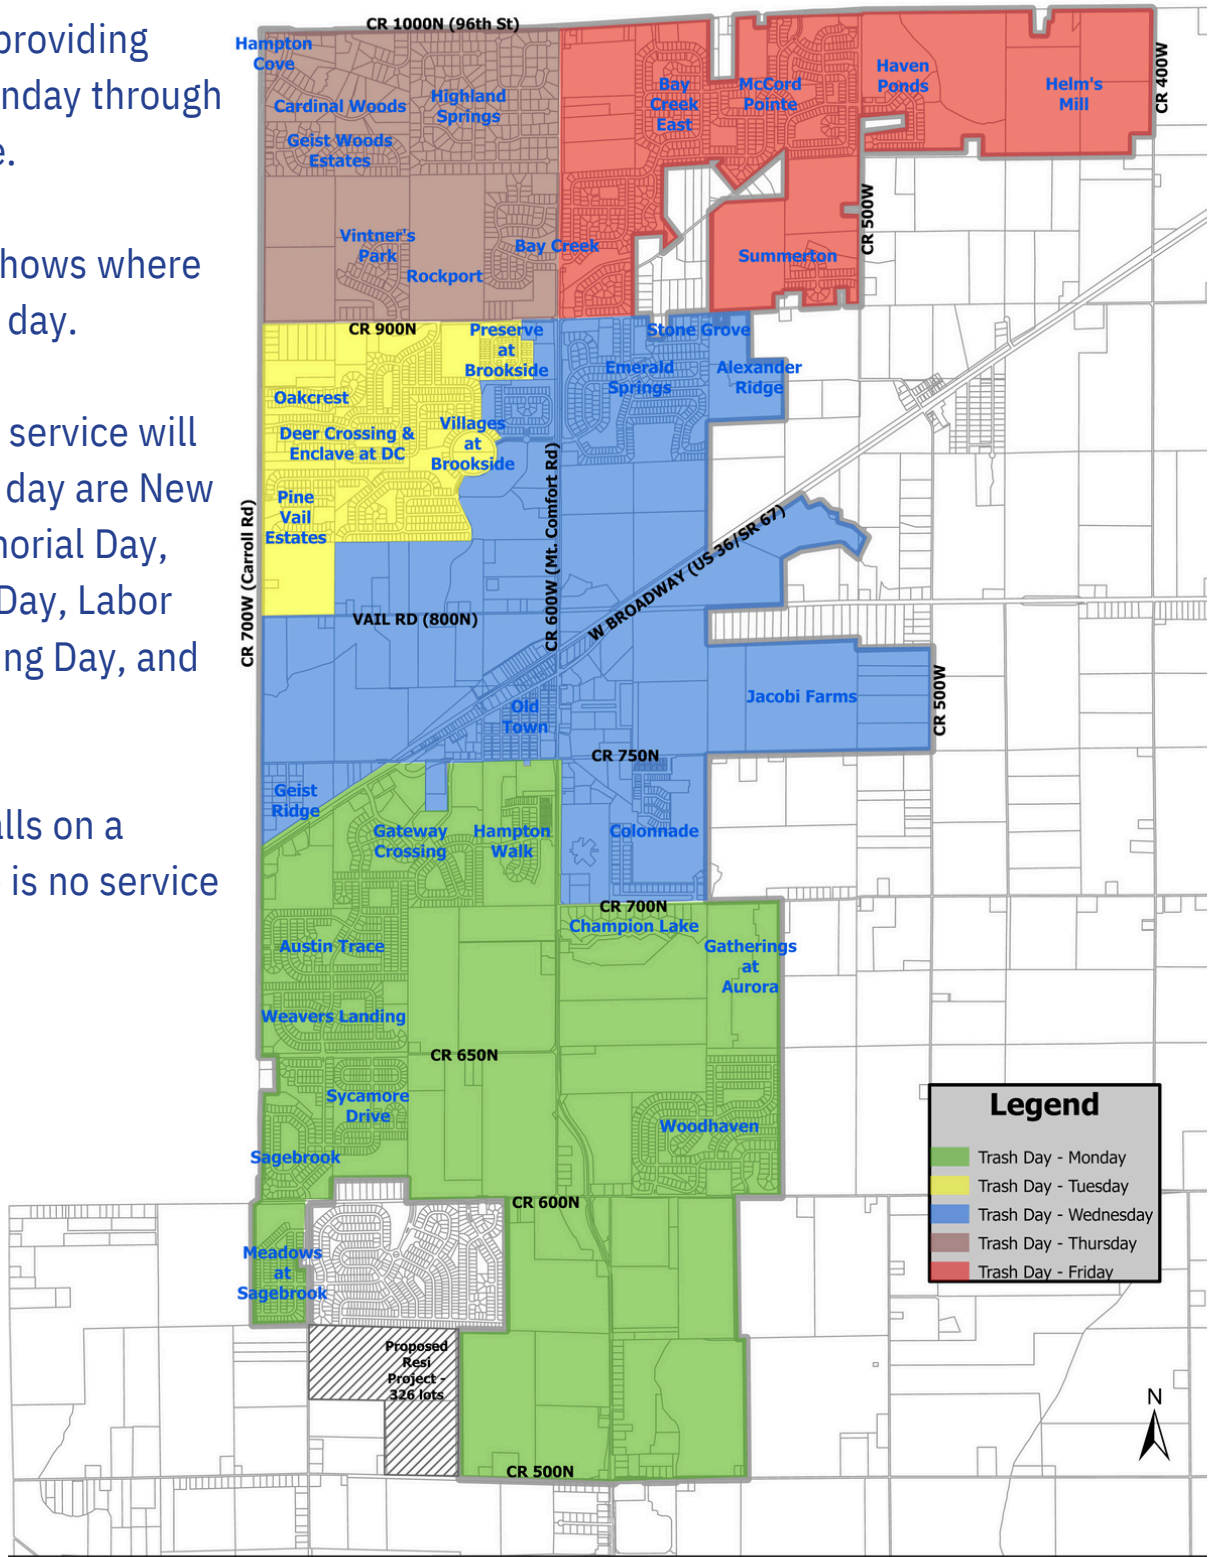 providing
nday through
e.
hows where
day.
service will
day are New
norial Day,
Day, Labor
ng Day, and
alls on a
is no service
CR 1000N (96th St)
Hampton
Cove
Cardinal Woods
Highland
Springs
Geist Woods
Estates
Bay
Creek
East
McCord
Pointe
Haven
Ponds
Helm's
Mill
CR 400W
Vintner's
Park
Rockport
Bay Creek
Summerton
CR 500W
CR 900N
Preserve
at
Brookside
Stone Grove
Emerald
Springs
Alexander
Ridge
Oakcrest
Deer Crossing &
Enclave at DC
Villages
at
Brookside
Pine
Vail
Estates
CR 700W (Carroll Rd)
CR 600W (Mt. Comfort Rd)
W BROADWAY (US 36/SR 67)
VAIL RD (800N)
Old
Town
Jacobi Farms
CR 500W
CR 750N
Geist
Ridge
Gateway
Crossing
Hampton
Walk
Colonnade
CR 700N
Champion Lake
Austin Trace
Gatherings
at
Aurora
Weavers Landing
CR 650N
Sycamore
Drive
Woodhaven
Sagebrook
CR 600N
Meadows
at
Sagebrook
Proposed
Resi
Project -
326 lots
CR 500N
Legend
Trash Day - Monday
Trash Day - Tuesday
Trash Day - Wednesday
Trash Day - Thursday
Trash Day - Friday
N